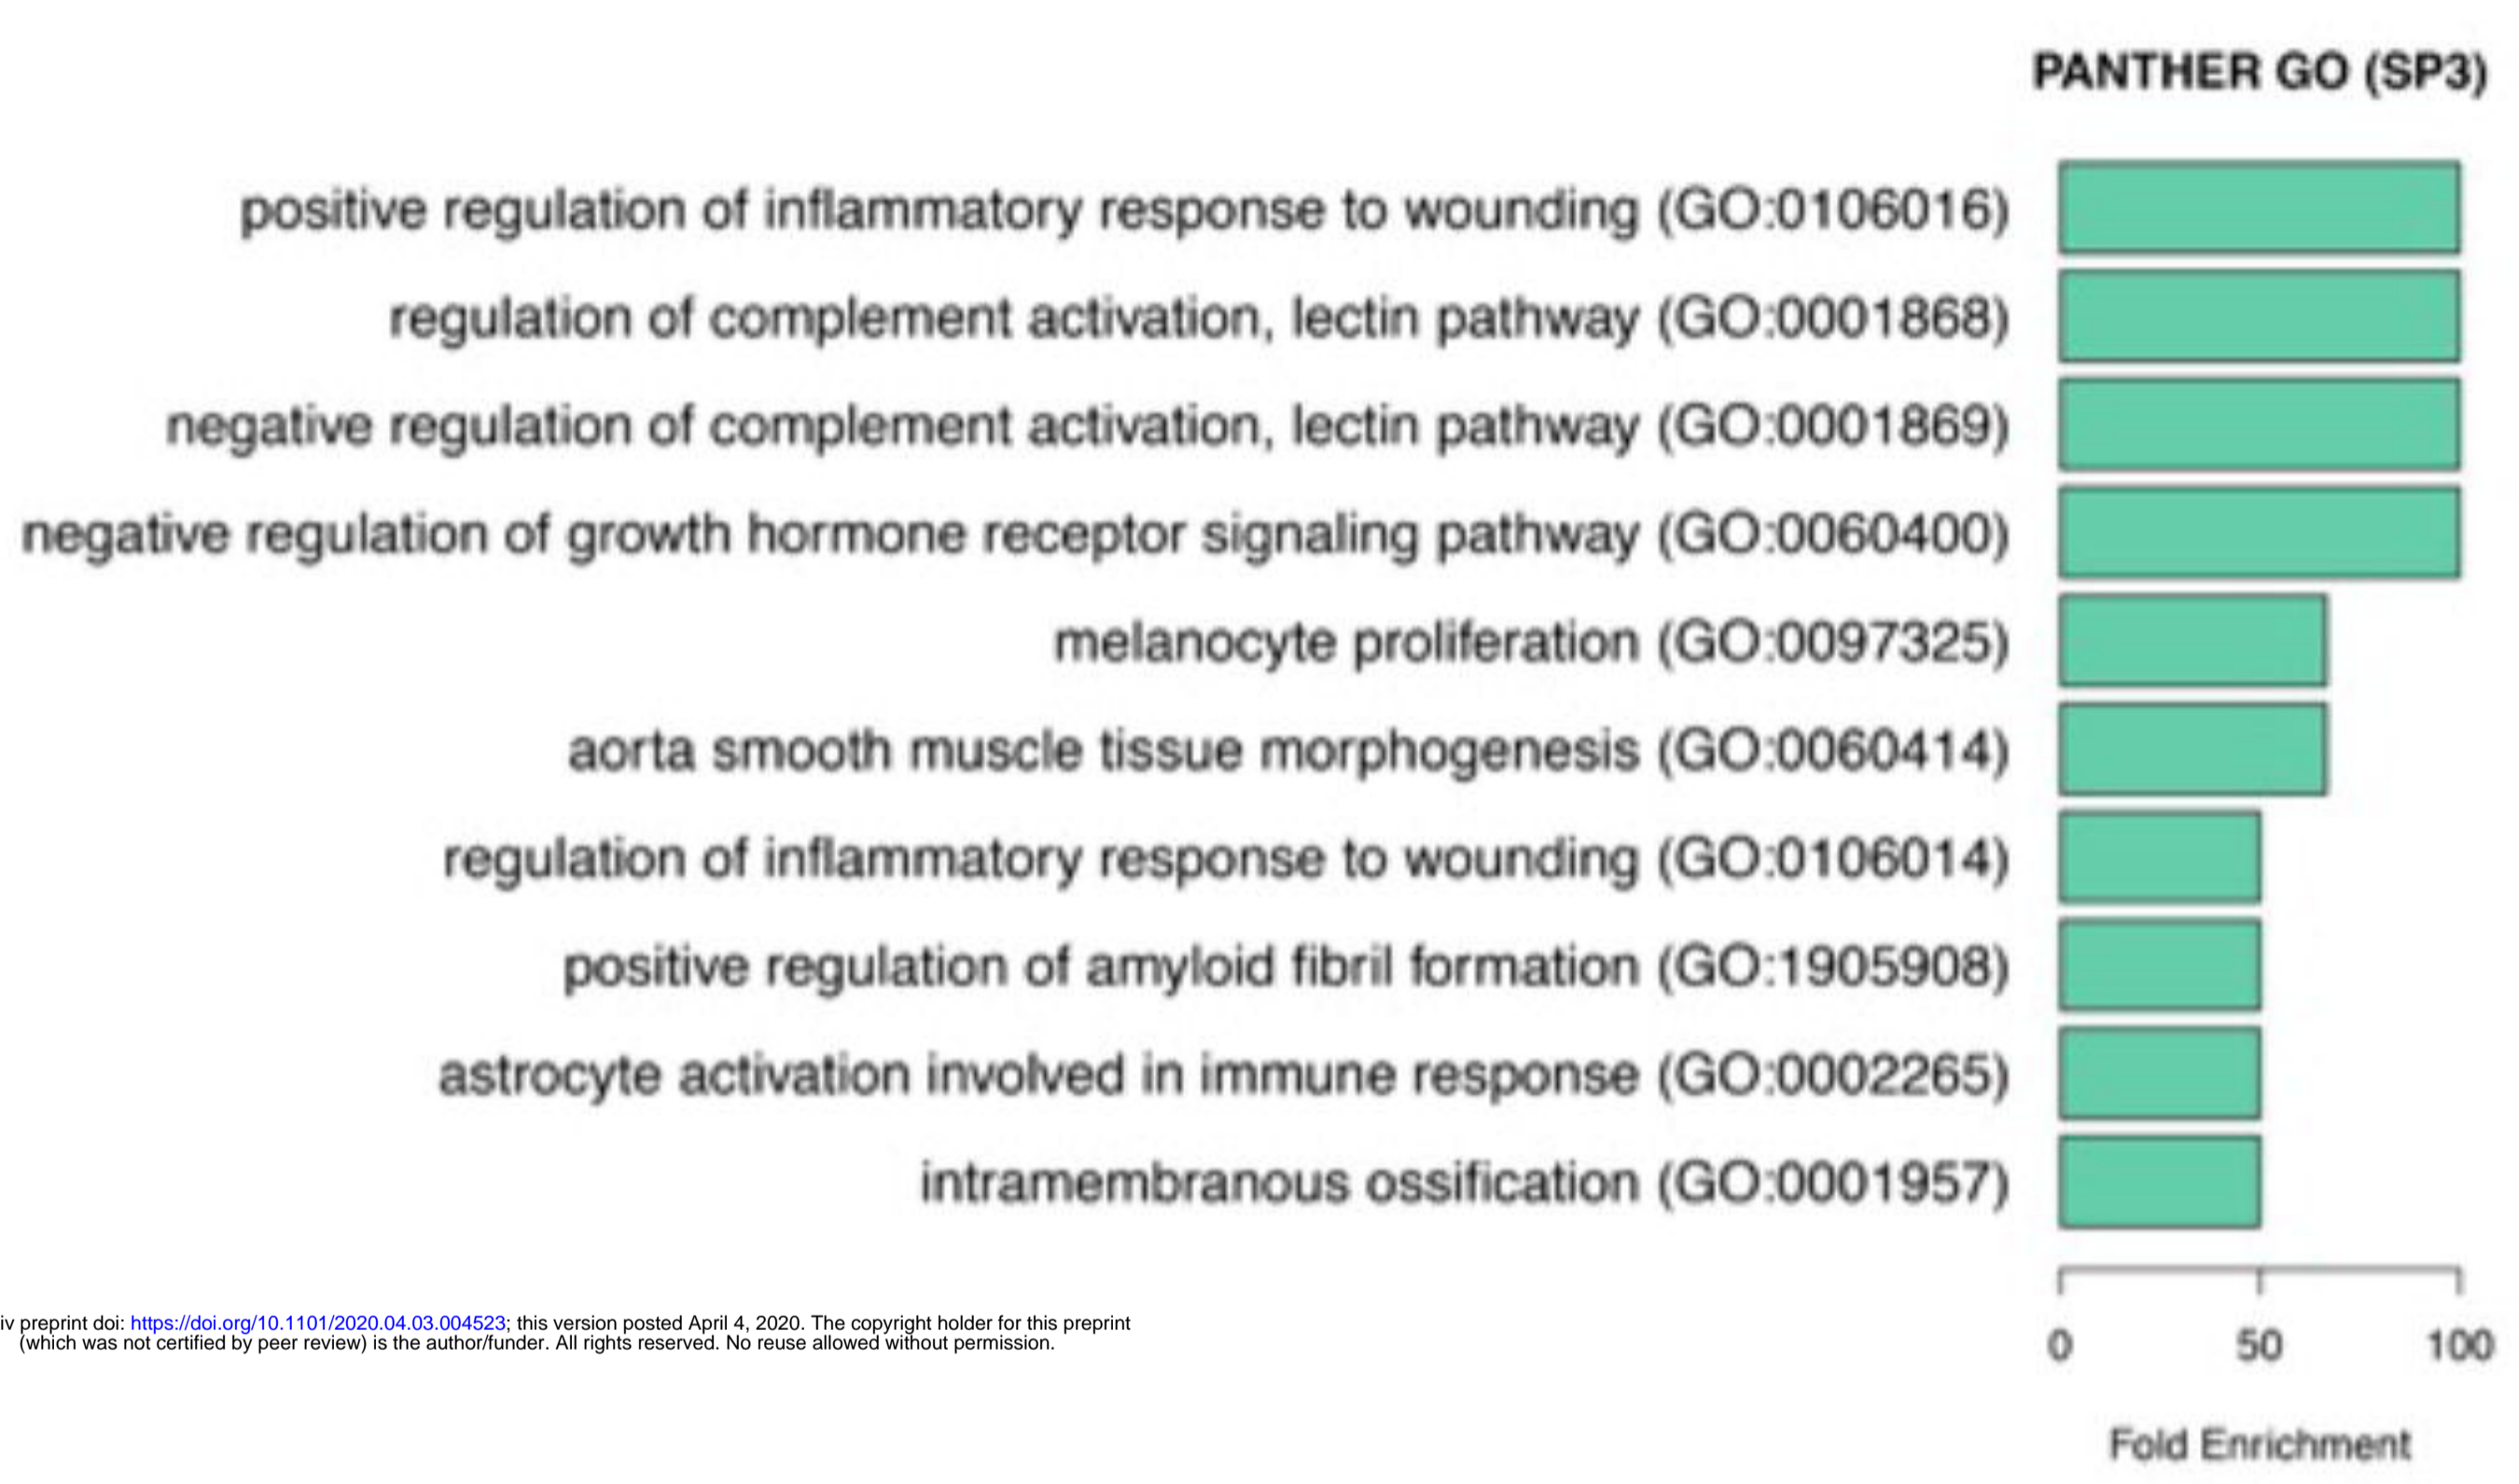 PANTHER GO (SP3)
positive regulation of inflammatory response to wounding (GO:0106016)
regulation of complement activation, lectin pathway (GO:0001868)
negative regulation of complement activation, lectin pathway (GO:0001869)
negative regulation of growth hormone receptor signaling pathway (GO:0060400)
melanocyte proliferation (GO:0097325)
aorta smooth muscle tissue morphogenesis (GO:0060414)
regulation of inflammatory response to wounding (GO:0106014)
positive regulation of amyloid fibril formation (GO:1905908)
astrocyte activation involved in immune response (GO:0002265)
intramembranous ossification (GO:0001957)
iv preprint doi: https://doi.org/10.1101/2020.04.03.004523; this version posted April 4, 2020. The copyright holder for this preprint
(which was not certified by peer review) is the author/funder. All rights reserved. No reuse allowed without permission.
0 50 100
Fold Enrichment